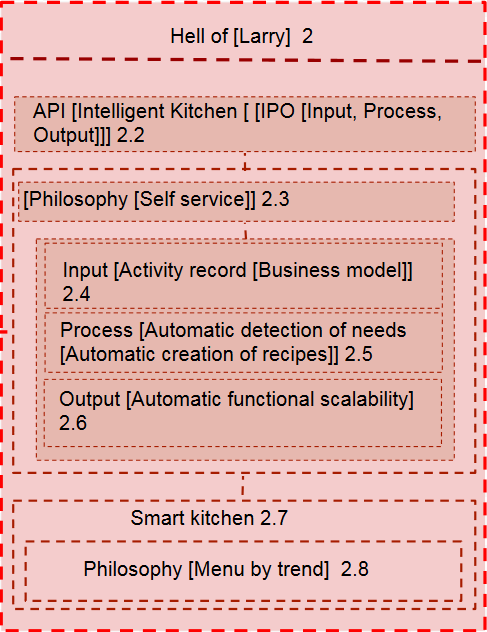 Hell of [Larry]  2
API [Intelligent Kitchen [ [IPO [Input, Process,
Output]]] 2.2
[Philosophy [Self service]] 2.3
Input [Activity record [Business model]]
2.4
Process [Automatic detection of needs
[Automatic creation of recipes]] 2.5
Output [Automatic functional scalability]
2.6
Smart kitchen 2.7
Philosophy [Menu by trend]  2.8